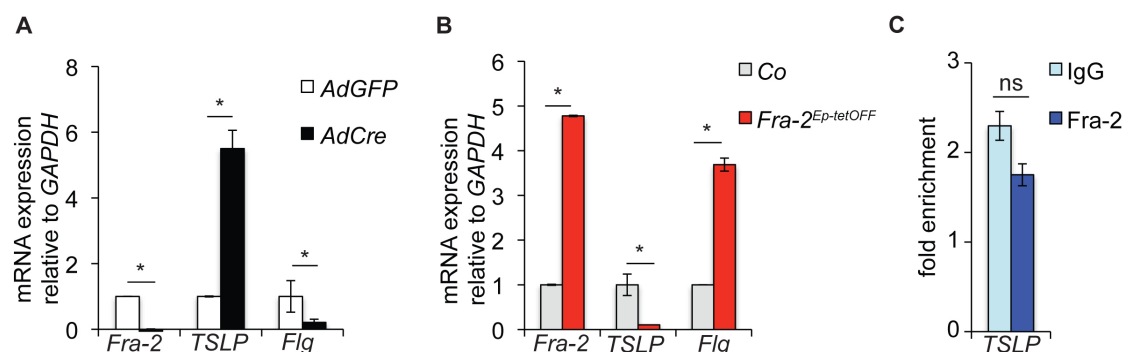 A
mRNA expression
relative to GAPDH
8
6
4
2
0
*
*
*
AdGFP
AdCre
Fra-2
TSLP
Flg
B
mRNA expression
relative to GAPDH
6
5
4
3
2
1
0
*
*
*
Co
Fra-2Ep-tetOFF
Fra-2
TSLP
Flg
C
fold enrichment
3
2
1
0
ns
IgG
Fra-2
TSLP